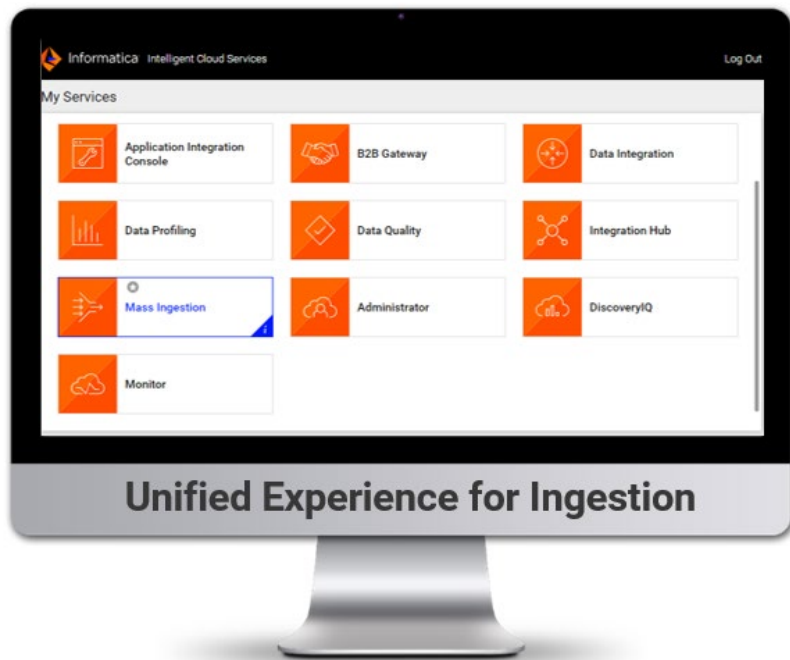 Informatica Intelligent Cloud Services
Log Out
My Services
Application Integration
Console
B2B Gateway
Data Integration
Data Profiling
Data Quality
Integration Hub
Mass Ingestion
i
Administrator
DiscoveryIQ
Monitor
Unified Experience for Ingestion